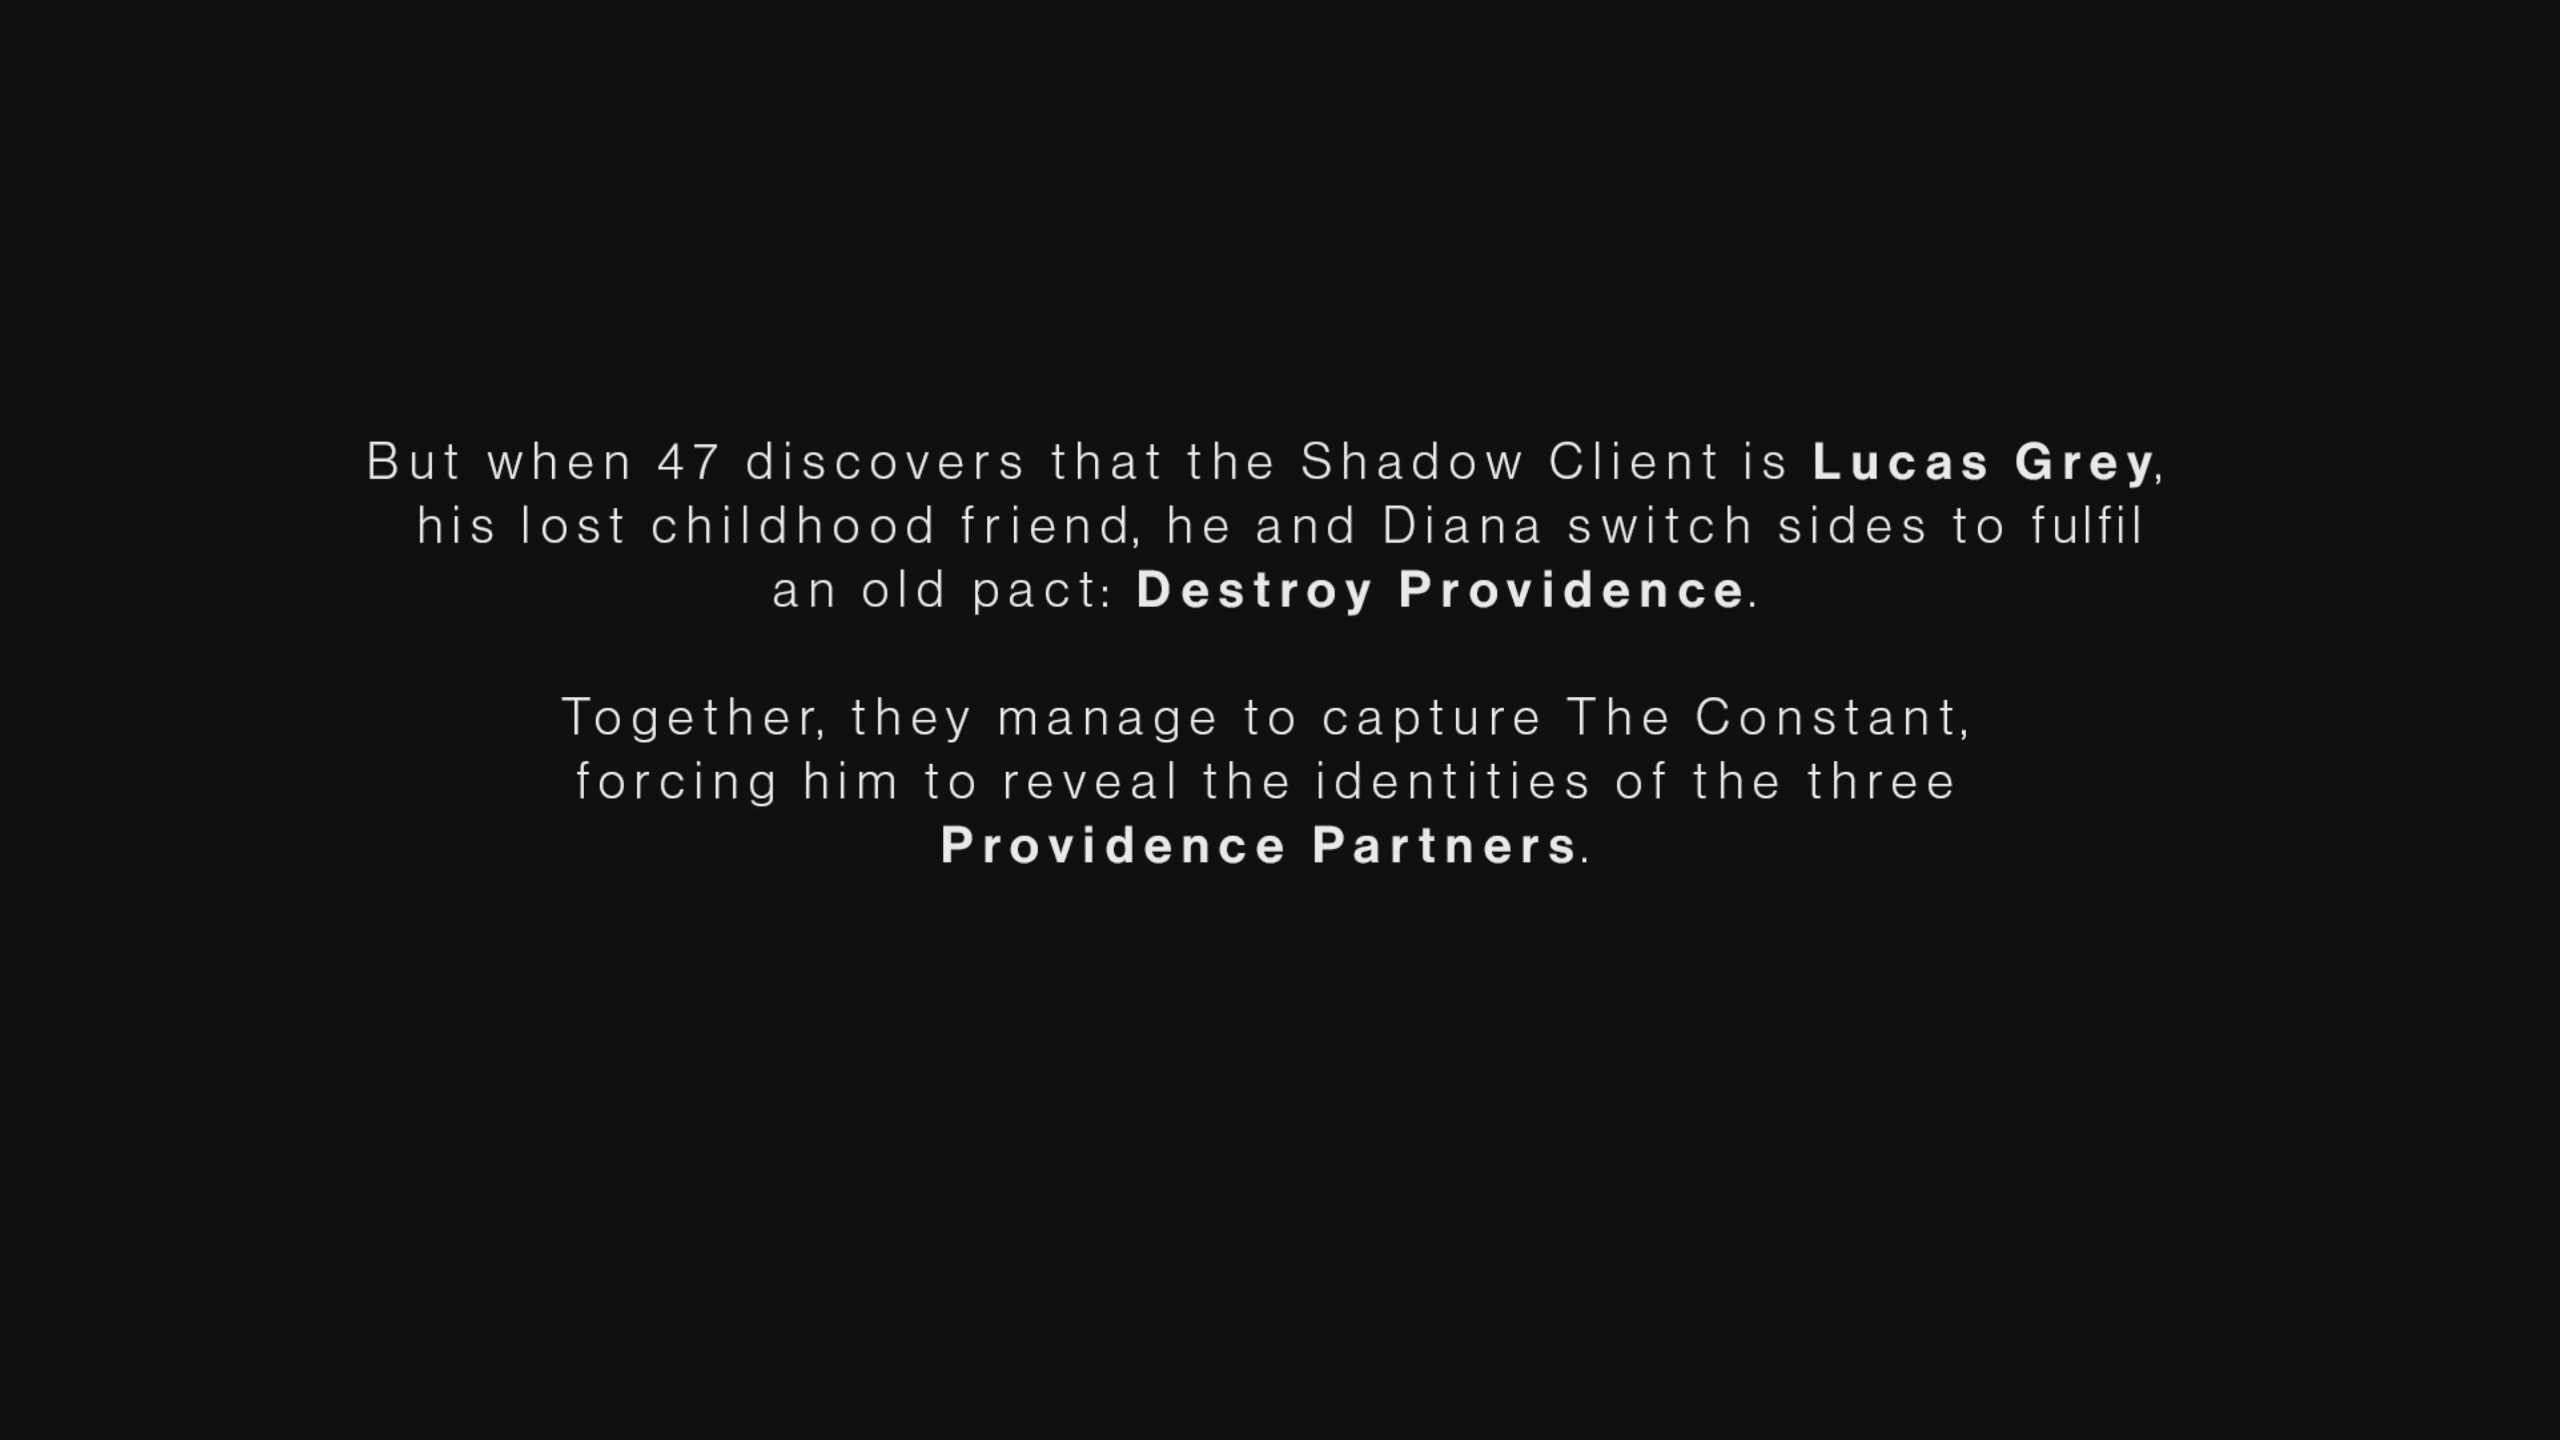 But when 47 discovers that the Shadow Client is Lucas Grey,
his lost childhood friend, he and Diana switch sides to fulfil
an old pact: Destroy Providence.
Together, they manage to capture The Constant,
forcing him to reveal the identities of the three
Providence Partners.